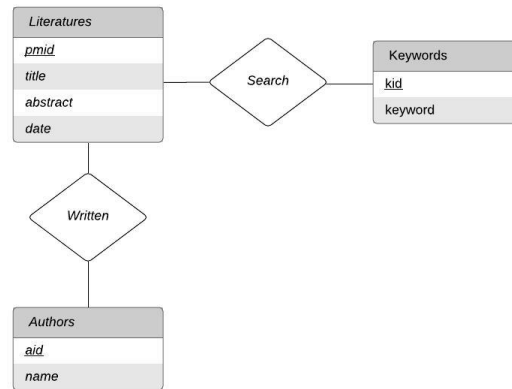 Literatures
pmid
title
abstract
date
Search
Keywords
kid
keyword
Written
Authors
aid
name